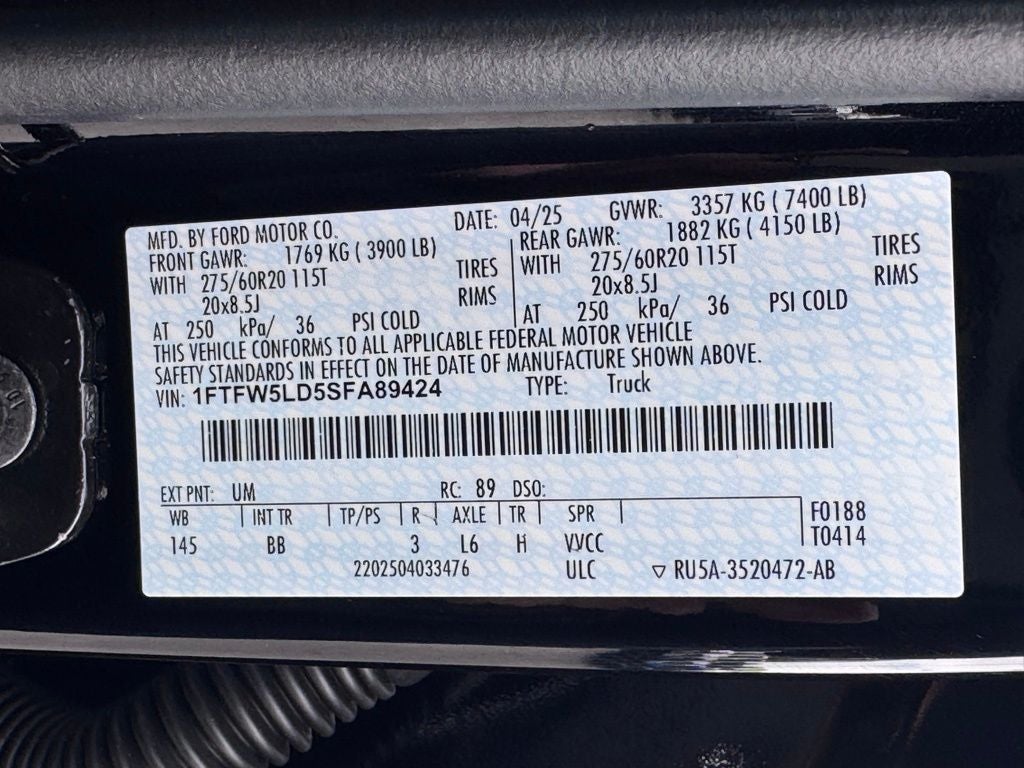 MFD. BY FORD MOTOR CO. DATE: 04/25 GVWR: 3357 KG ( 7400 LB)
FRONT GAWR: 1769 KG ( 3900 LB) REAR GAWR: 1882 KG ( 4150 LB)
WITH 275/60R20 115T TIRES WITH 275/60R20 115T TIRES
20x8.5J RIMS 20x8.5J RIMS
AT 250 kPa/ 36 PSI COLD AT 250 kPa/ 36 PSI COLD
THIS VEHICLE CONFORMS TO ALL APPLICABLE FEDERAL MOTOR VEHICLE
SAFETY STANDARDS IN EFFECT ON THE DATE OF MANUFACTURE SHOWN ABOVE.
VIN: 1FTFW5LD5SFA89424 TYPE: Truck
EXT PNT: UM RC: 89 DSO:
WB INT TR TP/PS R AXLE TR SPR F0188
145 BB 3 L6 H VVCC T0414
2202504033476 ULC ▽ RU5A-3520472-AB